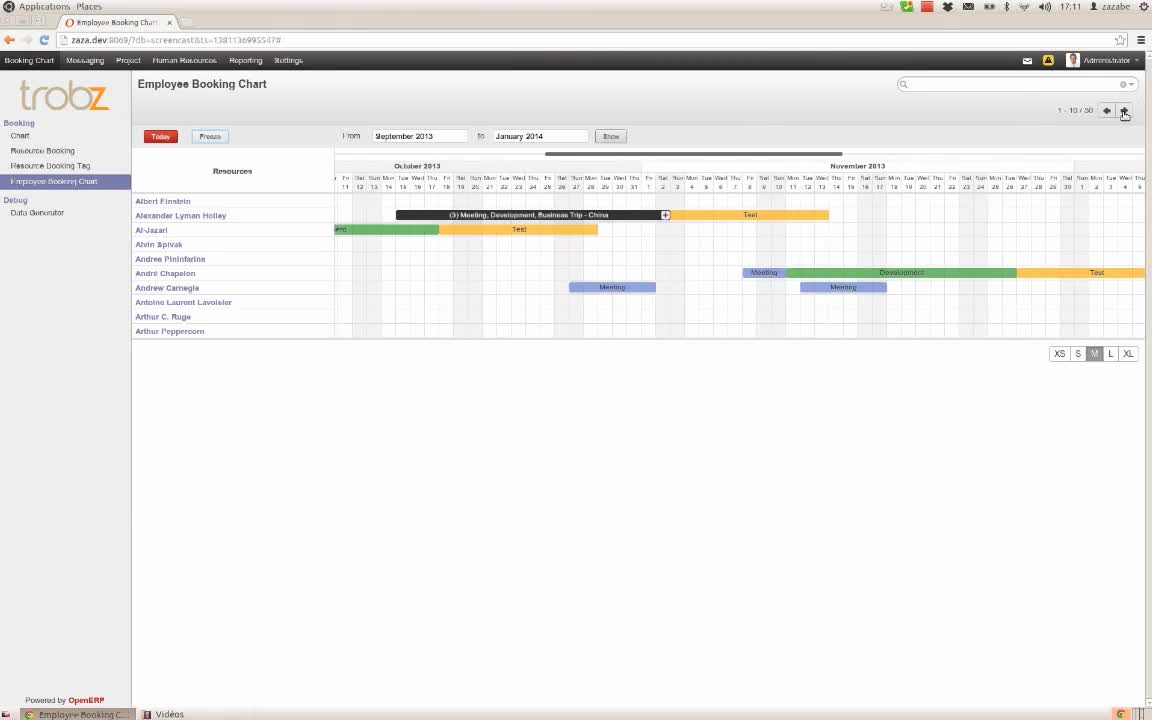 Applications Places
17:11 zazabe
Employee Booking Chart
zaza.dev:8069/?db=screencast&ts=1381136995547#
Booking Chart Messaging Project Human Resources Reporting Settings Administrator
trobz
Employee Booking Chart
1 - 10 / 50
Booking
Chart
Resource Booking
Resource Booking Tag
Employee Booking Chart
Debug
Data Generator
Today Freeze From September 2013 to January 2014 Show
Resources
October 2013 November 2013
Fri Sat Sun Mon Tue Wed Thu Fri Sat Sun Mon Tue Wed Thu Fri Sat Sun Mon Tue Wed Thu Fri Sat Sun Mon Tue Wed Thu Fri Sat Sun Mon Tue Wed Thu Fri Sat Sun Mon Tue Wed Thu Fri Sat Sun Mon Tue Wed Thu Fri Sat Sun Mon Tue Wed Thu
11 12 13 14 15 16 17 18 19 20 21 22 23 24 25 26 27 28 29 30 31 1 2 3 4 5 6 7 8 9 10 11 12 13 14 15 16 17 18 19 20 21 22 23 24 25 26 27 28 29 30 1 2 3 4 5
Albert Einstein
Alexander Lyman Holley (3) Meeting, Development, Business Trip - China + Test
Al-Jazari ent Test
Alvin Spivak
Andrea Pininfarina
André Chapelon Meeting Development Test
Andrew Carnegie Meeting Meeting
Antoine Laurent Lavoisier
Arthur C. Ruge
Arthur Peppercorn
XS S M L XL
Powered by OpenERP
Employee Booking C... Vidéos